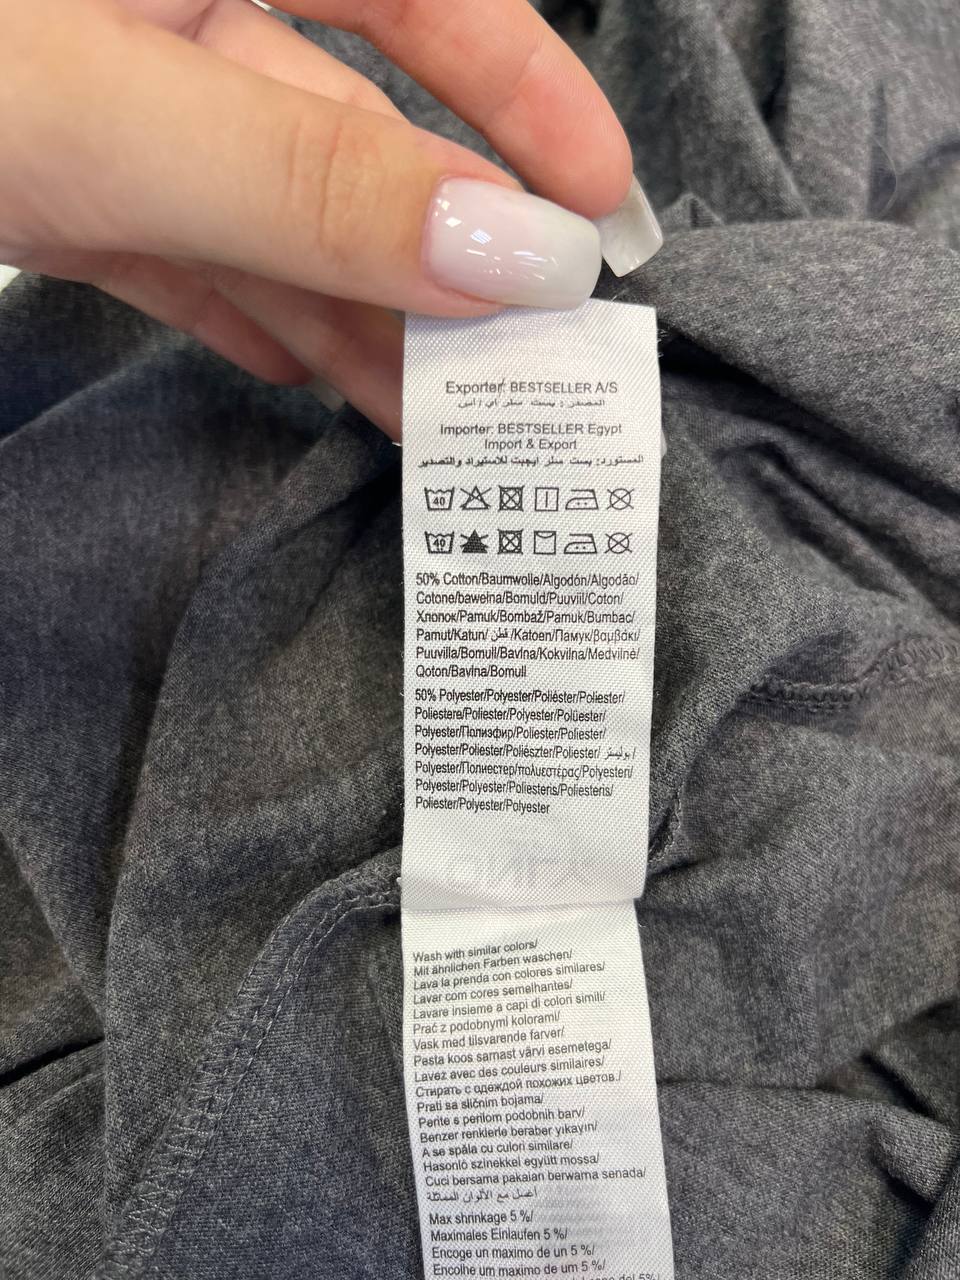 Exporter: BESTSELLER A/S
المصدر: بست سلر اي/اس
Importer: BESTSELLER Egypt
Import & Export
المستورد: بست سلر ايجيبت للاستيراد والتصدير
40
40
50% Cotton/Baumwolle/Algodón/Algodão/
Cotone/bawełna/Bomuld/Puuvill/Coton/
Хлопок/Pamuk/Bombaž/Pamuk/Bumbac/
Pamut/Katun/ قطن /Katoen/Памук/βαμβάκι/
Puuvilla/Bomull/Bavlna/Kokvilna/Medvilnė/
Qoton/Bavlna/Bomull
50% Polyester/Polyester/Poliéster/Poliester/
Poliestere/Poliester/Polyester/Polüester/
Polyester/Полиэфир/Poliester/Poliester/
Polyester/Poliester/Poliészter/Poliester/ بوليستر /
Polyester/Полиестер/πολυεστέρας/Polyesteri/
Polyester/Polyester/Poliesteris/Poliesteris/
Poliester/Polyester/Polyester
Wash with similar colors/
Mit ähnlichen Farben waschen/
Lava la prenda con colores similares/
Lavar com cores semelhantes/
Lavare insieme a capi di colori simili/
Prać z podobnymi kolorami/
Vask med tilsvarende farver/
Pesta koos sarnast värvi esemetega/
Lavez avec des couleurs similaires/
Стирать с одеждой похожих цветов./
Prati sa sličnim bojama/
Perite s perilom podobnih barv/
Benzer renklerle beraber yıkayın/
A se spăla cu culori similare/
Hasonló színekkel együtt mossa/
Cuci bersama pakaian berwarna senada/
اغسل مع الألوان المماثلة
Max shrinkage 5 %/
Maximales Einlaufen 5 %/
Encoge un maximo de un 5 %/
Encolhe um maximo de um 5 %/
del 5%/